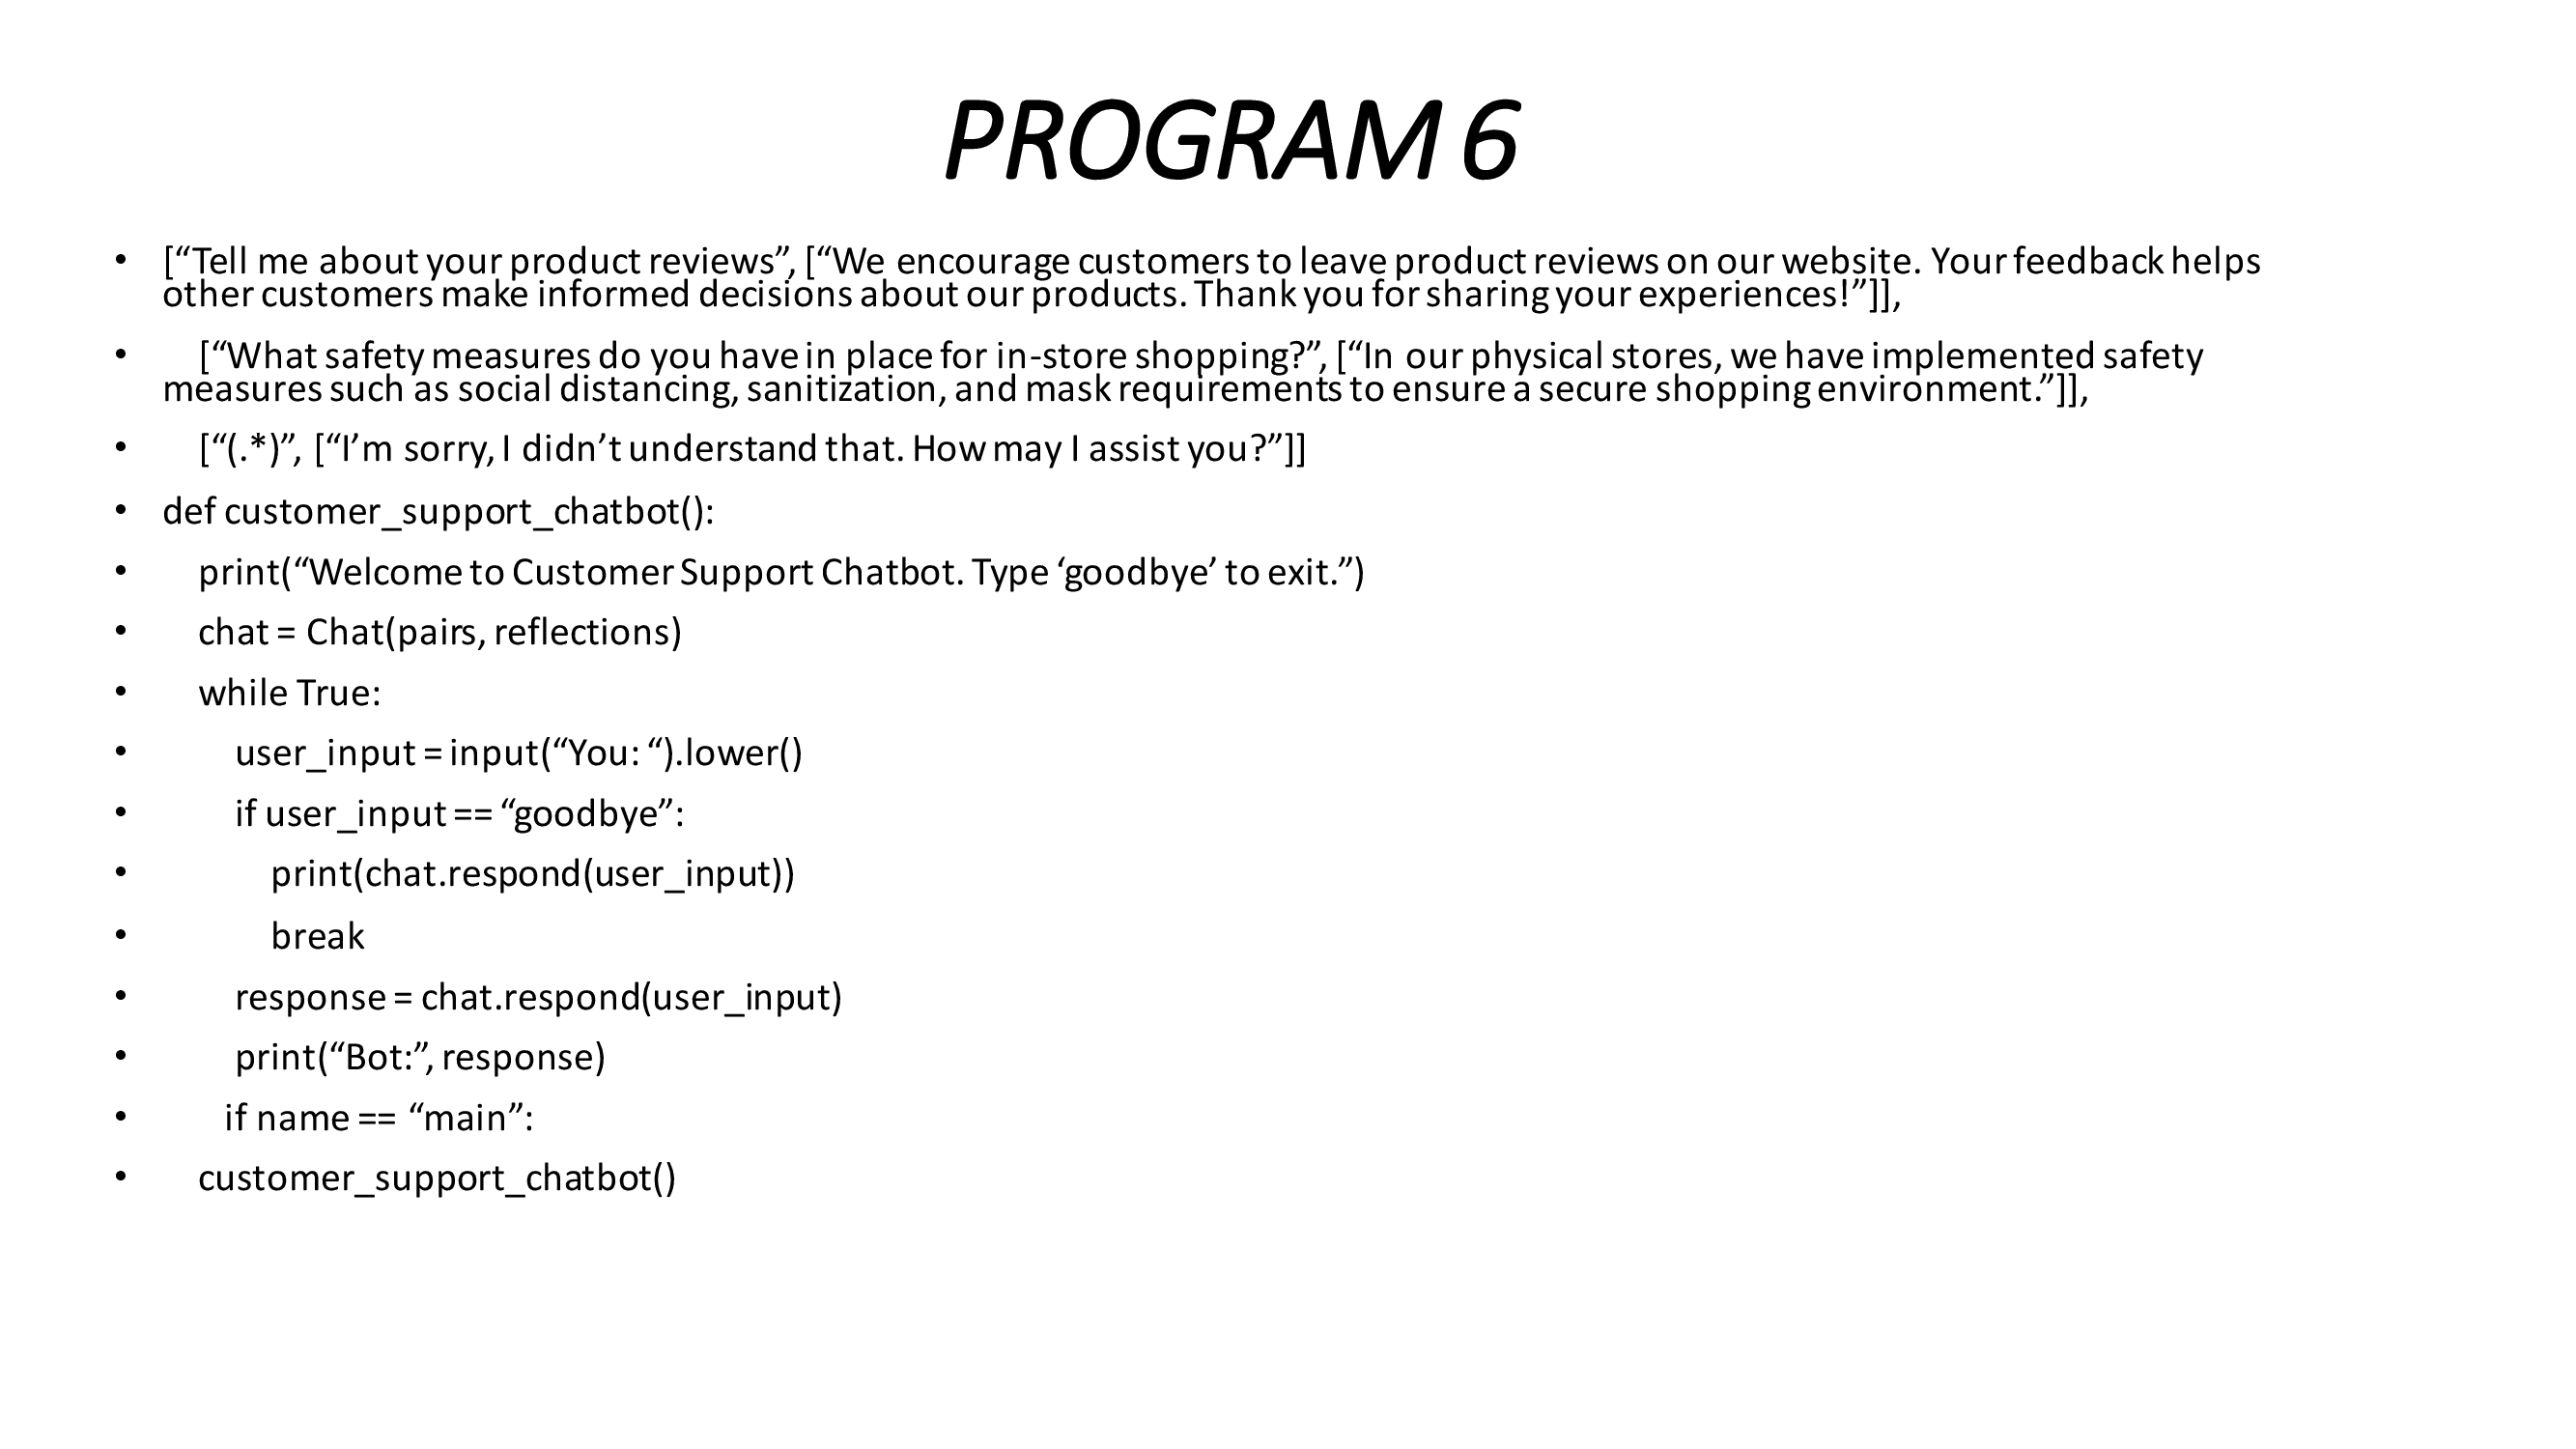 PROGRAM 6
• [“Tell me about your product reviews”, [“We encourage customers to leave product reviews on our website. Your feedback helps
other customers make informed decisions about our products. Thank you for sharing your experiences!”]],
• [“What safety measures do you have in place for in-store shopping?”, [“In our physical stores, we have implemented safety
measures such as social distancing, sanitization, and mask requirements to ensure a secure shopping environment.”]],
• [“(.*)”, [“I’m sorry, I didn’t understand that. How may I assist you?”]]
• def customer_support_chatbot():
• print(“Welcome to Customer Support Chatbot. Type ‘goodbye’ to exit.”)
• chat = Chat(pairs, reflections)
• while True:
• user_input = input(“You: “).lower()
• if user_input == “goodbye”:
• print(chat.respond(user_input))
• break
• response = chat.respond(user_input)
• print(“Bot:”, response)
• if name == “main”:
• customer_support_chatbot()